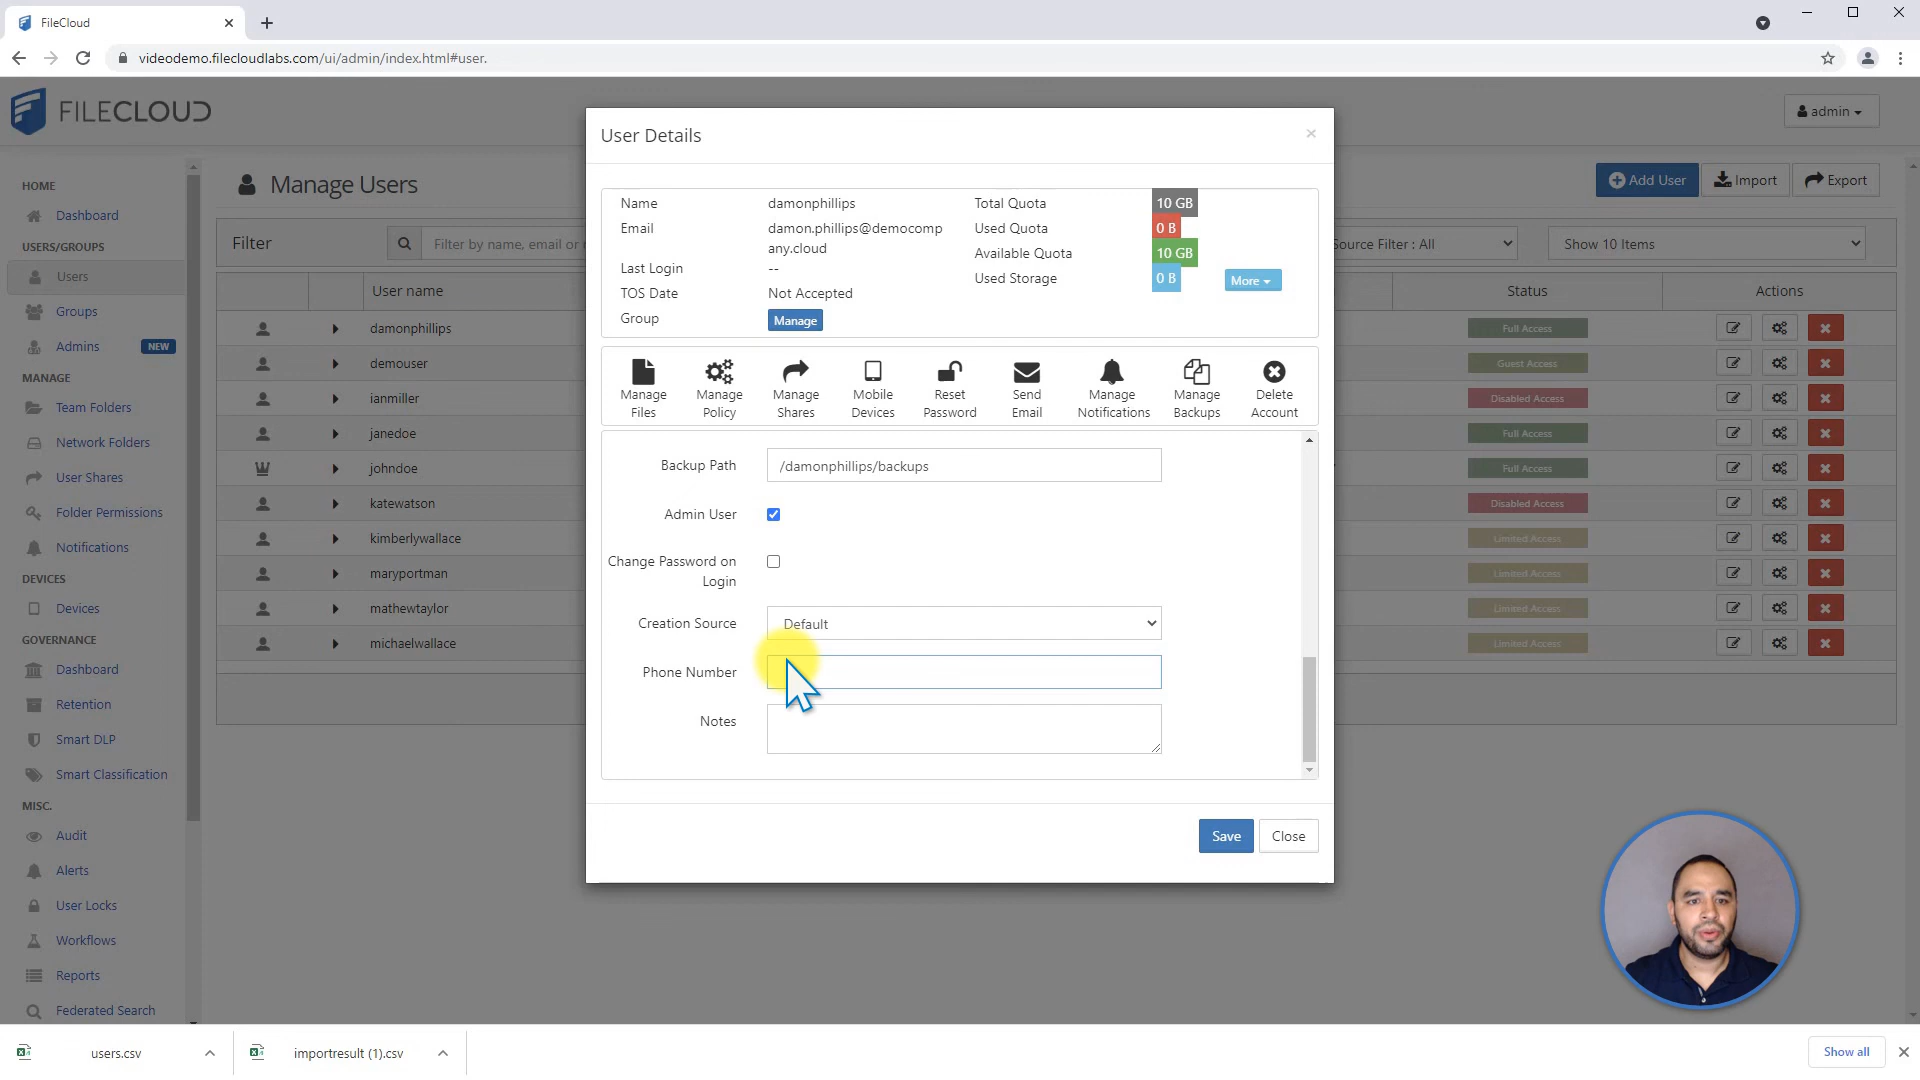 FileCloud
videodemo.filecloudlabs.com/ui/admin/index.html#user.
FILECLOUD
admin
HOME
Dashboard
USERS/GROUPS
Users
Groups
Admins NEW
MANAGE
Team Folders
Network Folders
User Shares
Folder Permissions
Notifications
DEVICES
Devices
GOVERNANCE
Dashboard
Retention
Smart DLP
Smart Classification
MISC.
Audit
Alerts
User Locks
Workflows
Reports
Federated Search
Manage Users
Add User Import Export
Filter Filter by name, email or Source Filter : All Show 10 Items
User name Status Actions
damonphillips Full Access
demouser Guest Access
ianmiller Disabled Access
janedoe Full Access
johndoe Full Access
katewatson Disabled Access
kimberlywallace Limited Access
maryportman Limited Access
mathewtaylor Limited Access
michaelwallace Limited Access
User Details ×
Name damonphillips Total Quota 10 GB
Email damon.phillips@democomp Used Quota 0 B
any.cloud Available Quota 10 GB
Last Login -- Used Storage 0 B More
TOS Date Not Accepted
Group Manage
Manage Manage Manage Mobile Reset Send Manage Manage Delete
Files Policy Shares Devices Password Email Notifications Backups Account
Backup Path /damonphillips/backups
Admin User
Change Password on
Login
Creation Source Default
Phone Number
Notes
Save Close
users.csv importresult (1).csv Show all